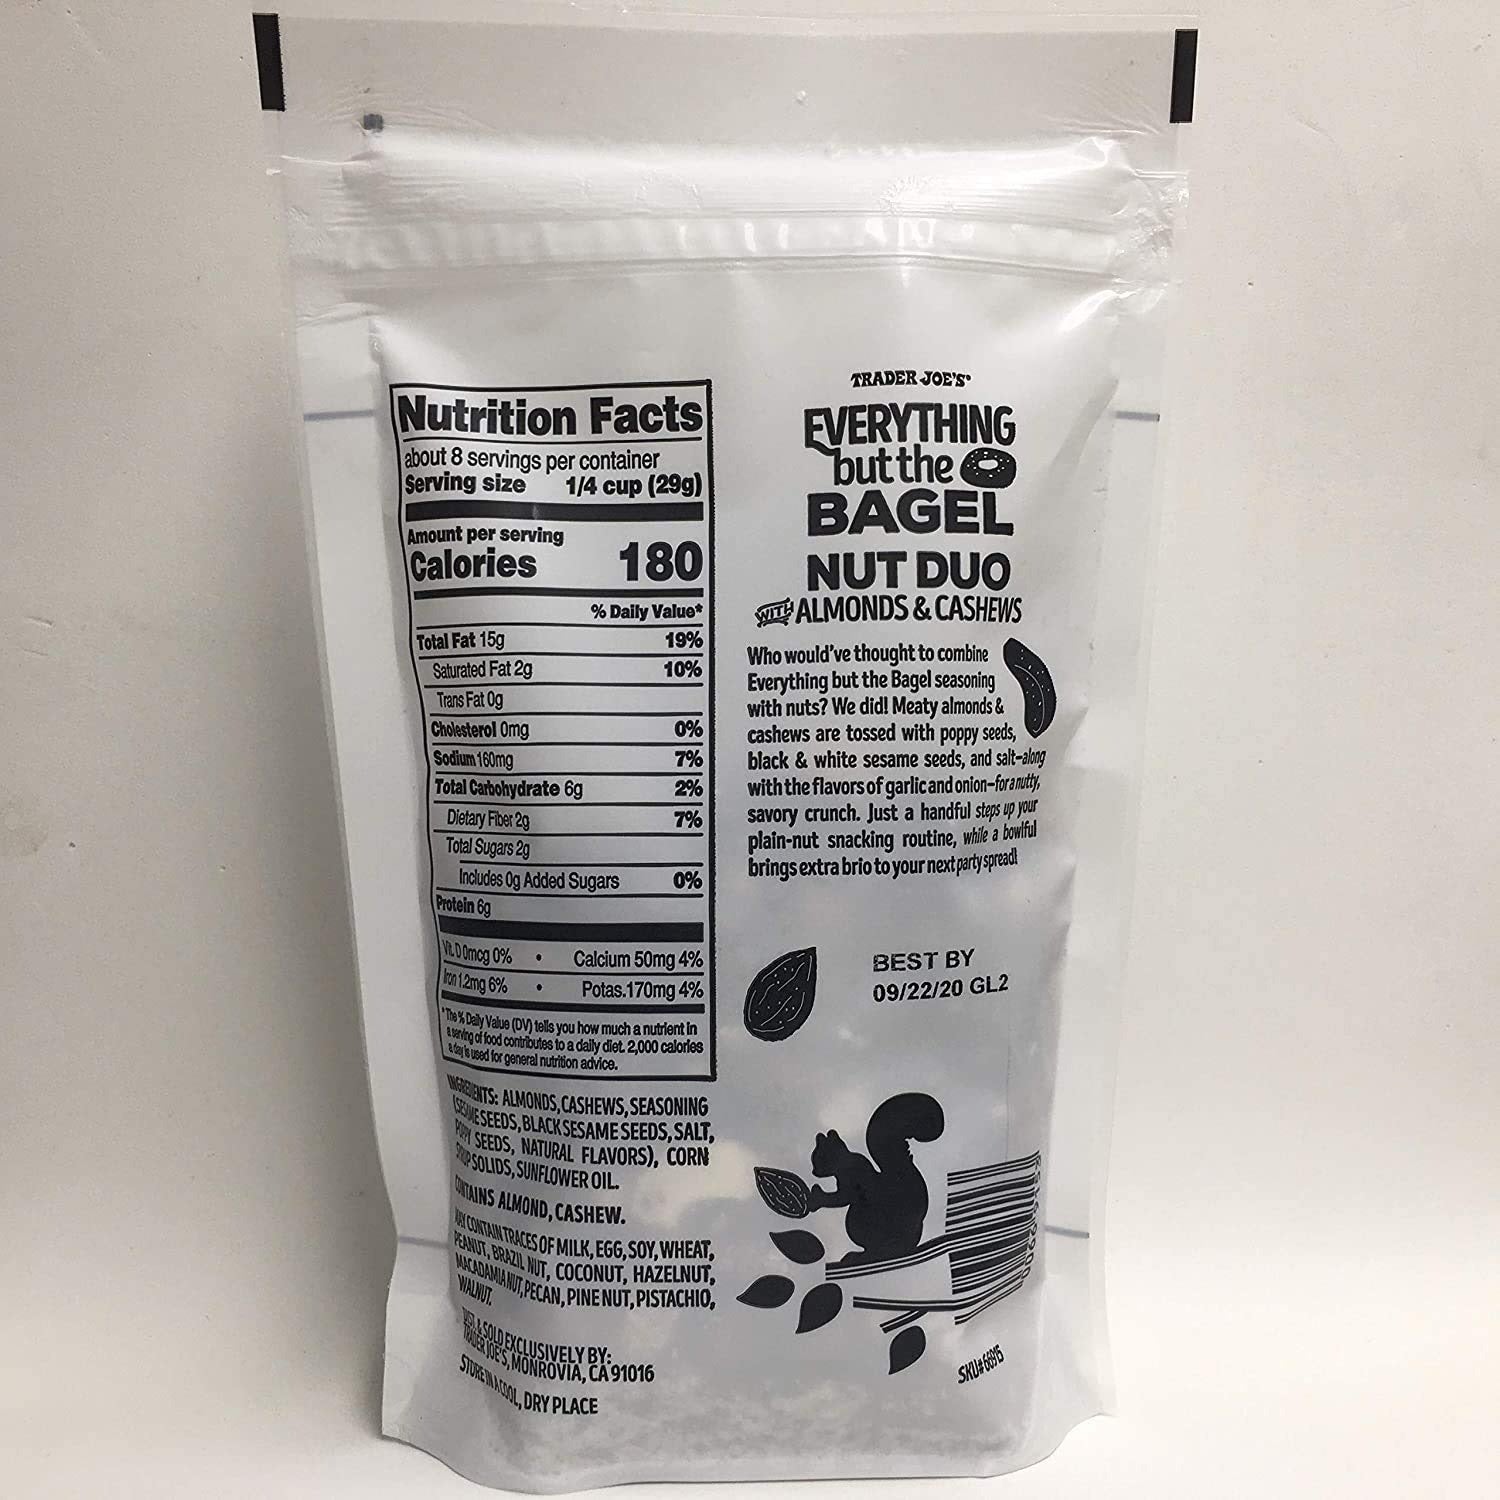 Nutrition Facts
about 8 servings per container
Serving size 1/4 cup (29g)
Amount per serving
Calories 180
% Daily Value*
Total Fat 15g 19%
Saturated Fat 2g 10%
Trans Fat 0g
Cholesterol 0mg 0%
Sodium 160mg 7%
Total Carbohydrate 6g 2%
Dietary Fiber 2g 7%
Total Sugars 2g
Includes 0g Added Sugars 0%
Protein 6g
Vit. D 0mcg 0% • Calcium 50mg 4%
Iron 1.2mg 6% • Potas.170mg 4%
*The % Daily Value (DV) tells you how much a nutrient in
a serving of food contributes to a daily diet. 2,000 calories
a day is used for general nutrition advice.
INGREDIENTS: ALMONDS, CASHEWS, SEASONING
(SESAME SEEDS, BLACK SESAME SEEDS, SALT,
POPPY SEEDS, NATURAL FLAVORS), CORN
SYRUP SOLIDS, SUNFLOWER OIL.
CONTAINS ALMOND, CASHEW.
MAY CONTAIN TRACES OF MILK, EGG, SOY, WHEAT,
PEANUT, BRAZIL NUT, COCONUT, HAZELNUT,
MACADAMIA NUT, PECAN, PINE NUT, PISTACHIO,
WALNUT.
DIST. & SOLD EXCLUSIVELY BY:
TRADER JOE'S, MONROVIA, CA 91016
STORE IN A COOL, DRY PLACE
TRADER JOE'S®
EVERYTHING
but the
BAGEL
NUT DUO
WITH ALMONDS & CASHEWS
Who would've thought to combine
Everything but the Bagel seasoning
with nuts? We did! Meaty almonds &
cashews are tossed with poppy seeds,
black & white sesame seeds, and salt–along
with the flavors of garlic and onion–for a nutty,
savory crunch. Just a handful steps up your
plain-nut snacking routine, while a bowlful
brings extra brio to your next party spread!
BEST BY
09/22/20 GL2
SKU# 66915